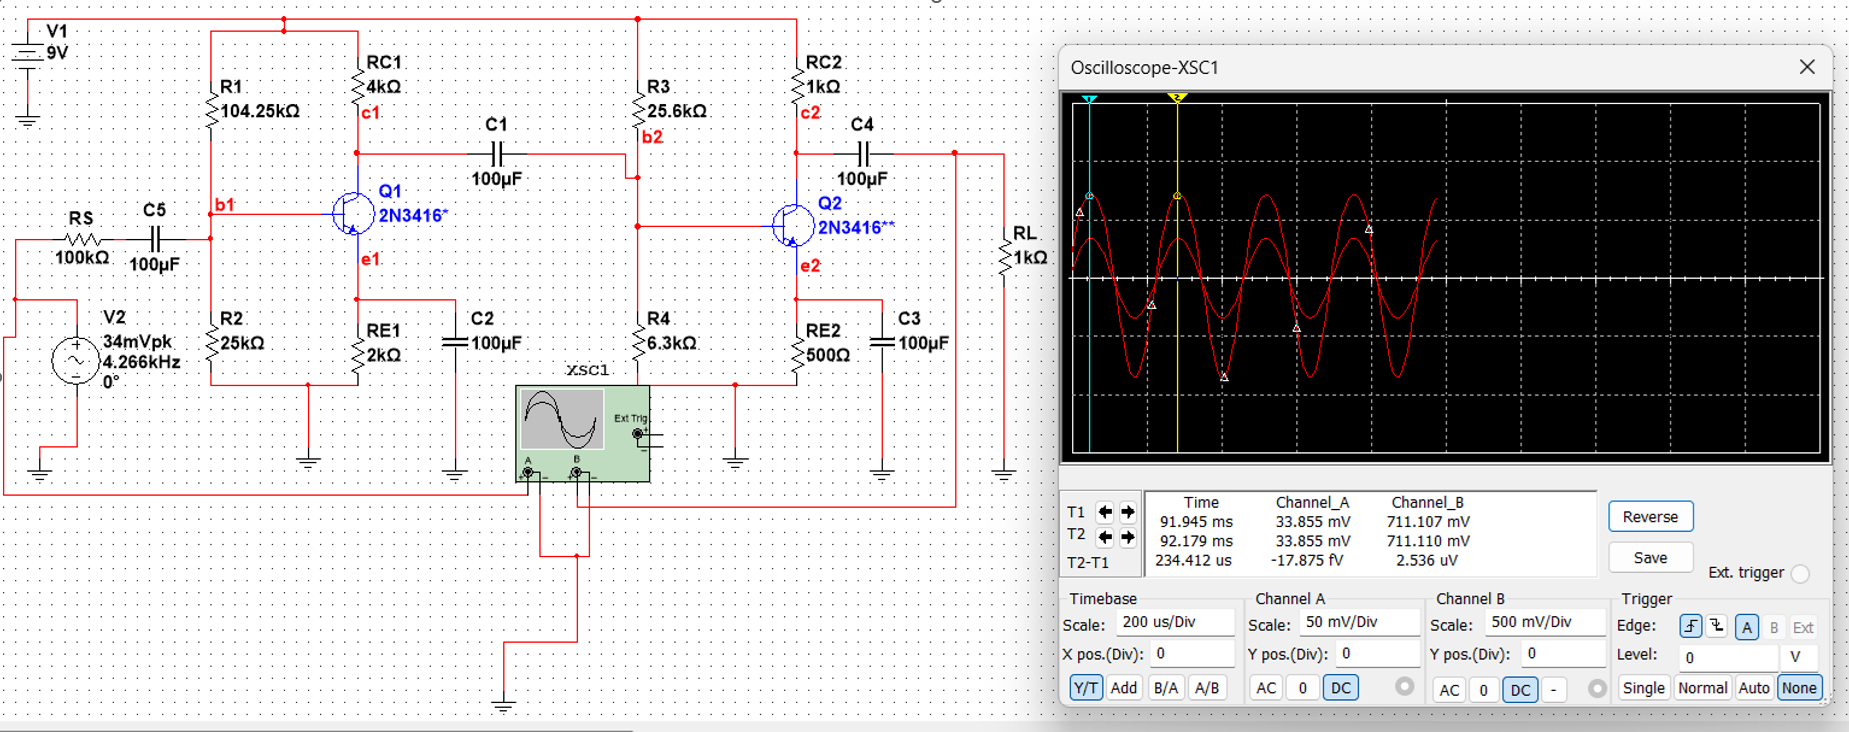 V1
9V
R1
104.25kΩ
RC1
4kΩ
c1
R3
25.6kΩ
b2
RC2
1kΩ
c2
C1
100µF
C4
100µF
Q1
2N3416*
Q2
2N3416**
b1
RS
100kΩ
C5
100µF
e1
e2
RL
1kΩ
V2
34mVpk
4.266kHz
0°
R2
25kΩ
RE1
2kΩ
C2
100µF
R4
6.3kΩ
RE2
500Ω
C3
100µF
XSC1
Ext Trig
+
−
A
B
+
−
+
−
Oscilloscope-XSC1
1
2
Time Channel_A Channel_B
T1 91.945 ms 33.855 mV 711.107 mV
T2 92.179 ms 33.855 mV 711.110 mV
T2-T1 234.412 us -17.875 fV 2.536 uV
Reverse
Save
Ext. trigger
Timebase
Scale: 200 us/Div
X pos.(Div): 0
Y/T Add B/A A/B
Channel A
Scale: 50 mV/Div
Y pos.(Div): 0
AC 0 DC
Channel B
Scale: 500 mV/Div
Y pos.(Div): 0
AC 0 DC -
Trigger
Edge: A B Ext
Level: 0 V
Single Normal Auto None